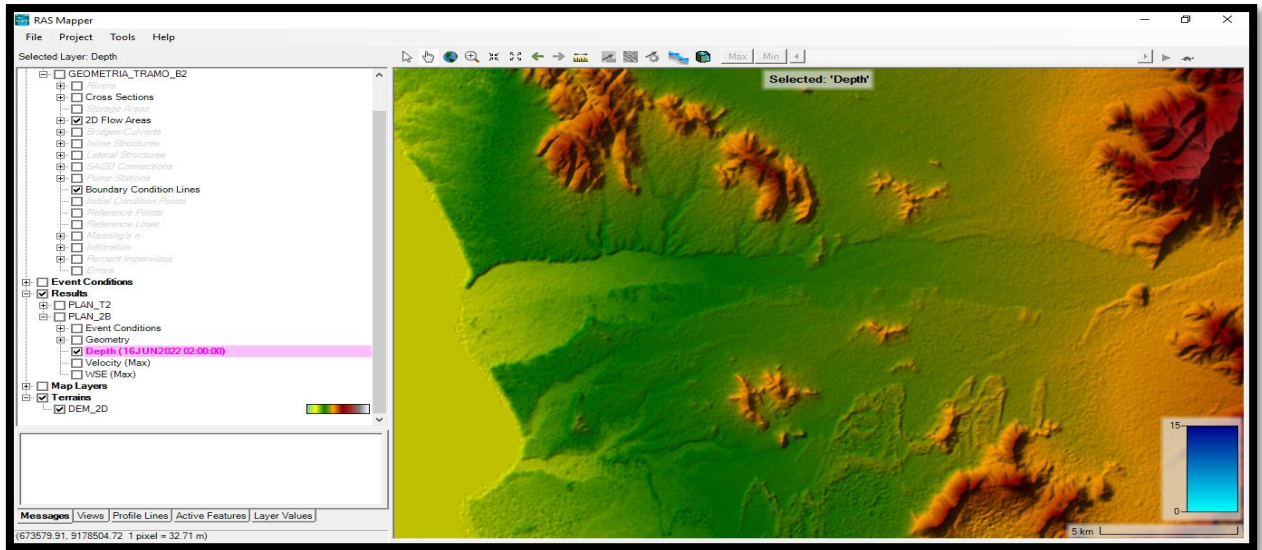 RAS Mapper
File Project Tools Help
Selected Layer: Depth
Max Min
GEOMETRIA_TRAMO_B2
Rivers
Cross Sections
Storage Areas
2D Flow Areas
Bridges/Culverts
Inline Structures
Lateral Structures
SA/2D Connections
Pump Stations
Boundary Condition Lines
Initial Condition Points
Reference Points
Reference Lines
Manning's n
Infiltration
Percent Impervious
Errors
Event Conditions
Results
PLAN_T2
PLAN_2B
Event Conditions
Geometry
Depth (16JUN2022 02:00:00)
Velocity (Max)
WSE (Max)
Map Layers
Terrains
DEM_2D
Messages Views Profile Lines Active Features Layer Values
(673579.91, 9178504.72 1 pixel = 32.71 m)
Selected: 'Depth'
15
0
5 km